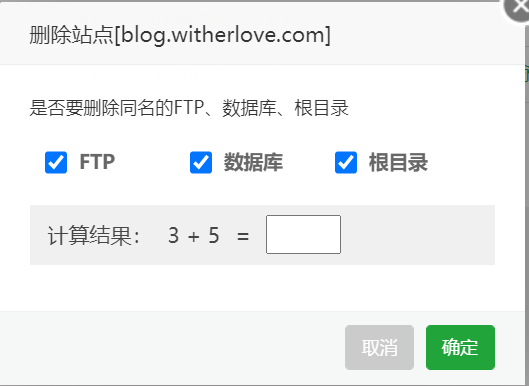 删除站点[blog.witherlove.com]
是否要删除同名的FTP、数据库、根目录
FTP 数据库 根目录
计算结果： 3 + 5 =
取消 确定